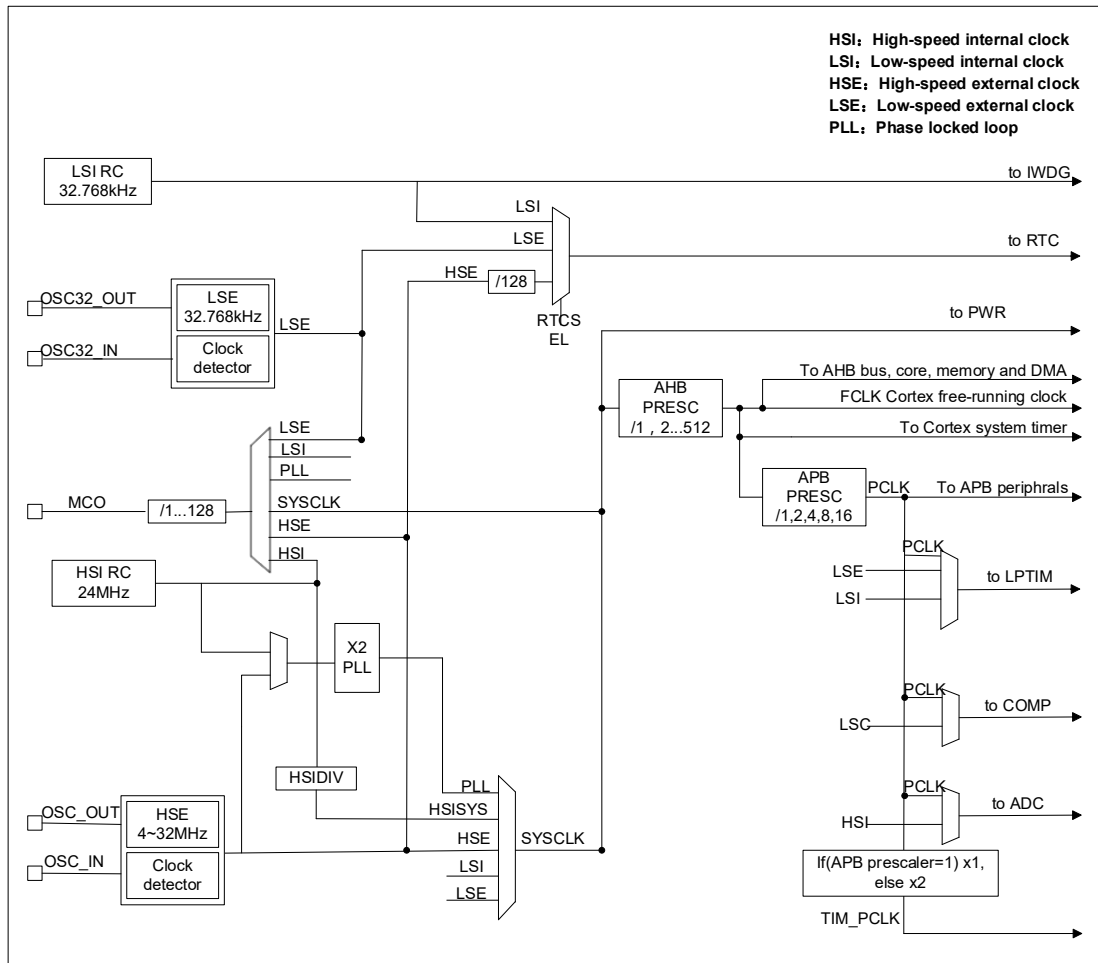 HSI：High-speed internal clock
LSI：Low-speed internal clock
HSE：High-speed external clock
LSE：Low-speed external clock
PLL：Phase locked loop
LSI RC
32.768kHz
to IWDG
LSI
LSE
to RTC
HSE
/128
RTCS
EL
OSC32_OUT
LSE
32.768kHz
LSE
OSC32_IN
Clock
detector
to PWR
To AHB bus, core, memory and DMA
AHB
PRESC
/1 , 2...512
FCLK Cortex free-running clock
To Cortex system timer
LSE
LSI
PLL
APB
PRESC
/1,2,4,8,16
PCLK
To APB periphrals
MCO
/1...128
SYSCLK
HSE
HSI
HSI RC
24MHz
PCLK
LSE
LSI
to LPTIM
X2
PLL
PCLK
LSC
to COMP
HSIDIV
PLL
HSISYS
HSE
LSI
LSE
SYSCLK
PCLK
HSI
to ADC
OSC_OUT
HSE
4~32MHz
OSC_IN
Clock
detector
If(APB prescaler=1) x1,
else x2
TIM_PCLK